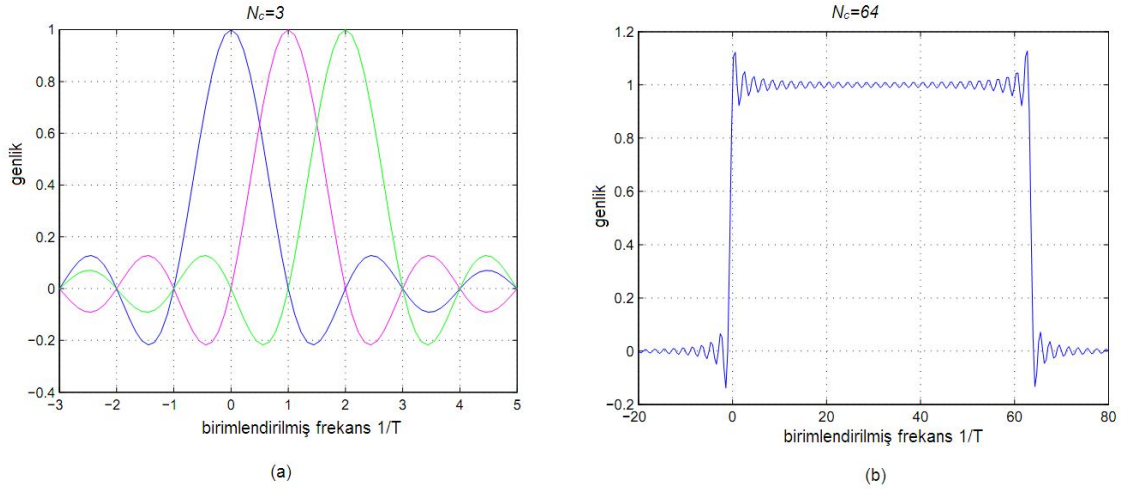 Nc=3
genlik
1
0.8
0.6
0.4
0.2
0
−0.2
−0.4
−3 −2 −1 0 1 2 3 4 5
birimlendirilmiş frekans 1/T
(a)
Nc=64
genlik
1.2
1
0.8
0.6
0.4
0.2
0
−0.2
−20 0 20 40 60 80
birimlendirilmiş frekans 1/T
(b)